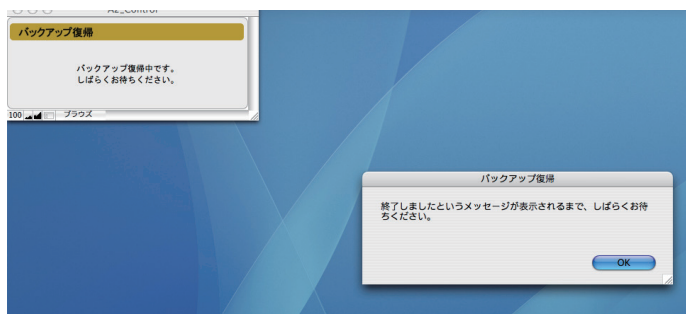 A2_Control
バックアップ復帰
バックアップ復帰中です。
しばらくお待ちください。
100
ブラウズ
バックアップ復帰
終了しましたというメッセージが表示されるまで、しばらくお待
ちください。
OK